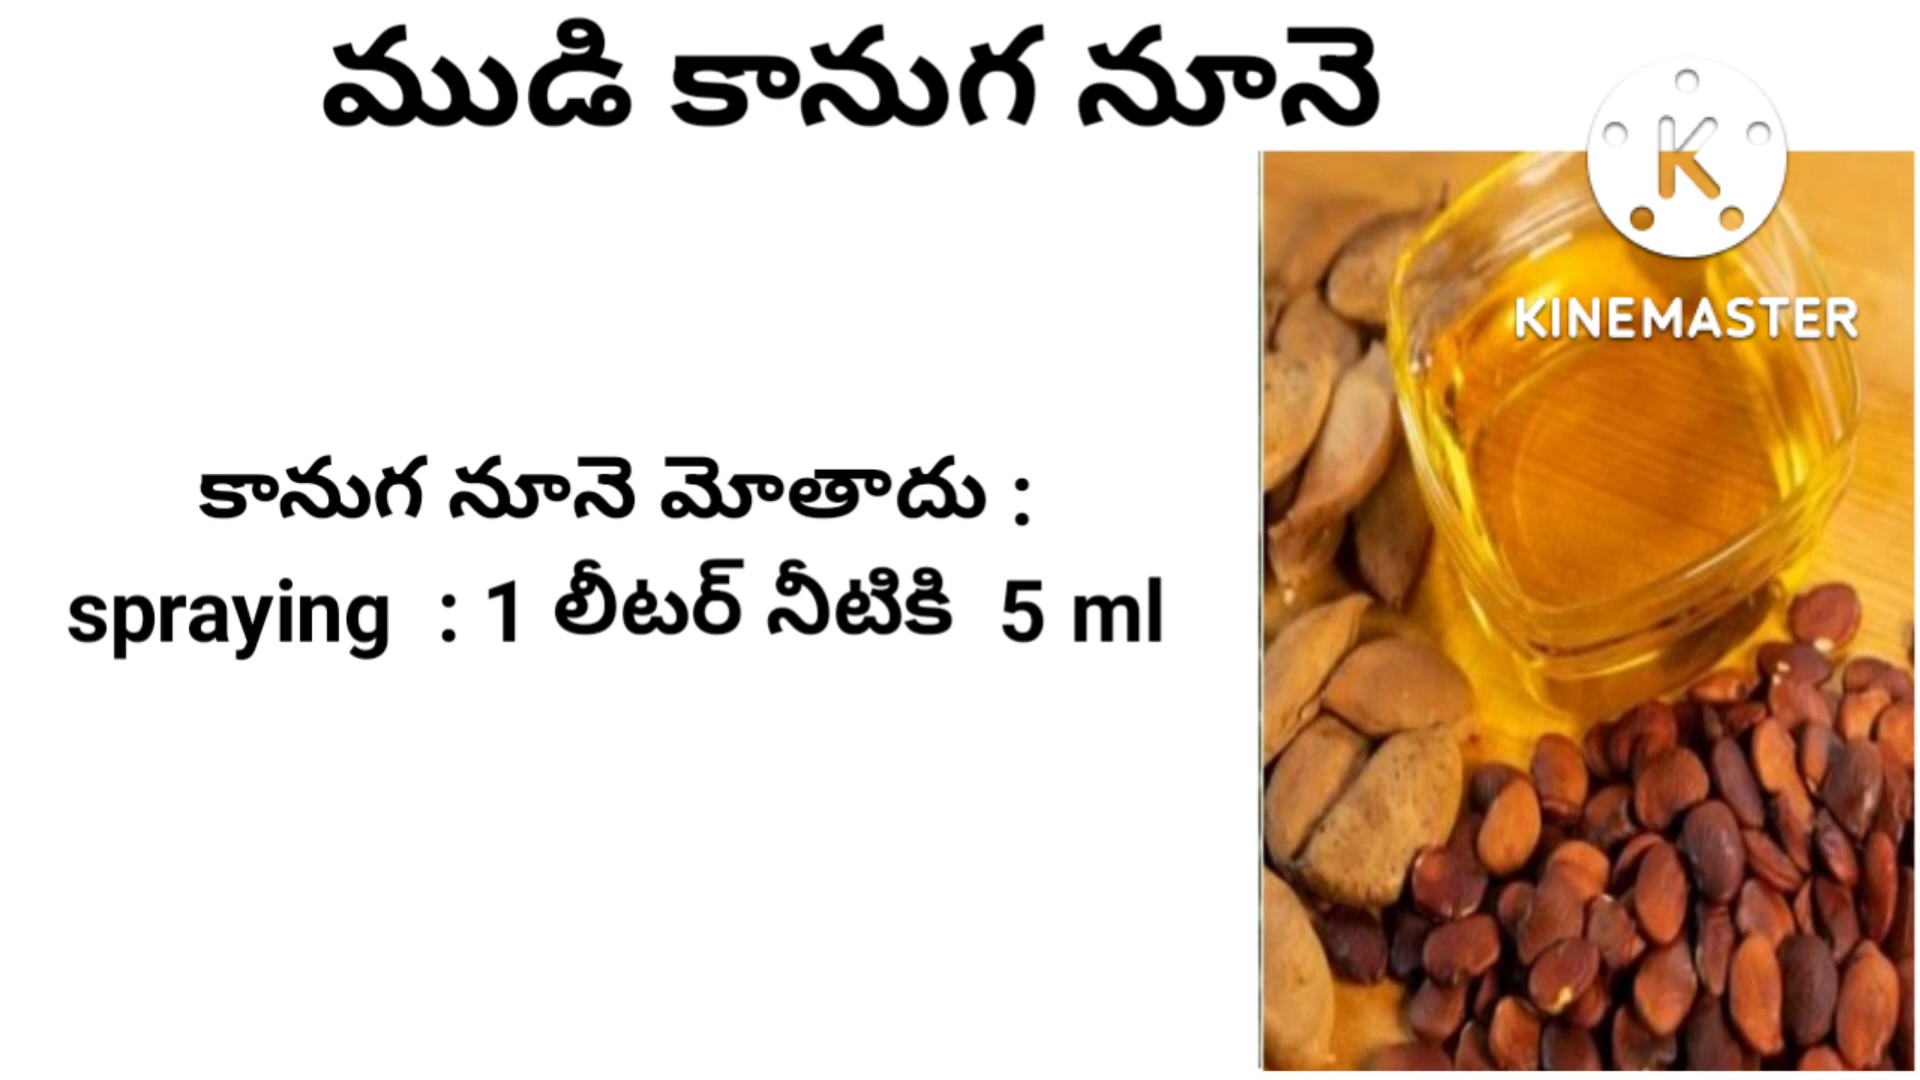 ముడి కానుగ నూనె
K
KINEMASTER
కానుగ నూనె మోతాదు :
spraying : 1 లీటర్ నీటికి 5 ml